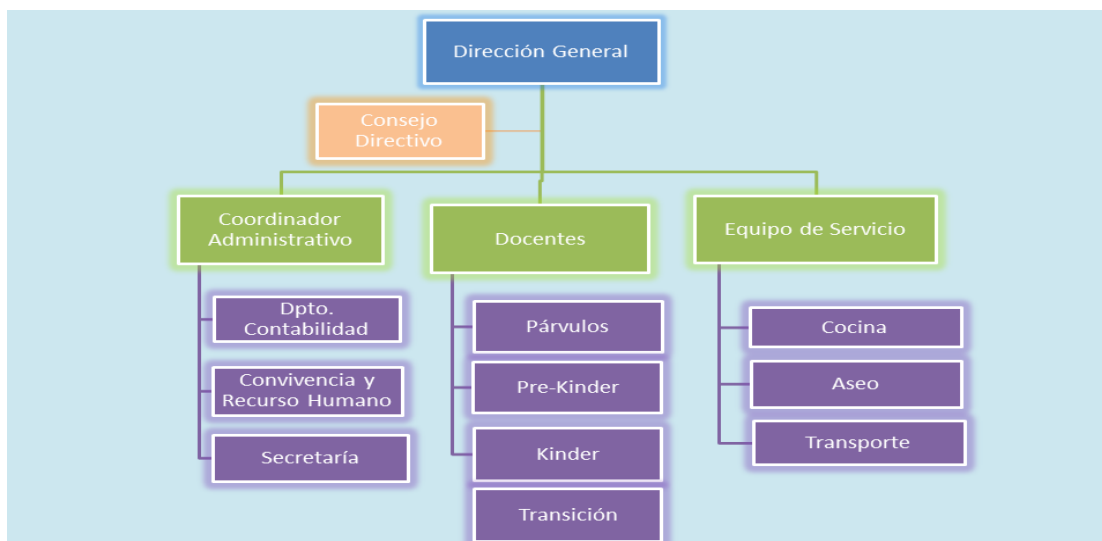 Dirección General
Consejo
Directivo
Coordinador
Administrativo
Docentes
Equipo de Servicio
Dpto.
Contabilidad
Convivencia y
Recurso Humano
Secretaría
Párvulos
Pre-Kinder
Kinder
Transición
Cocina
Aseo
Transporte